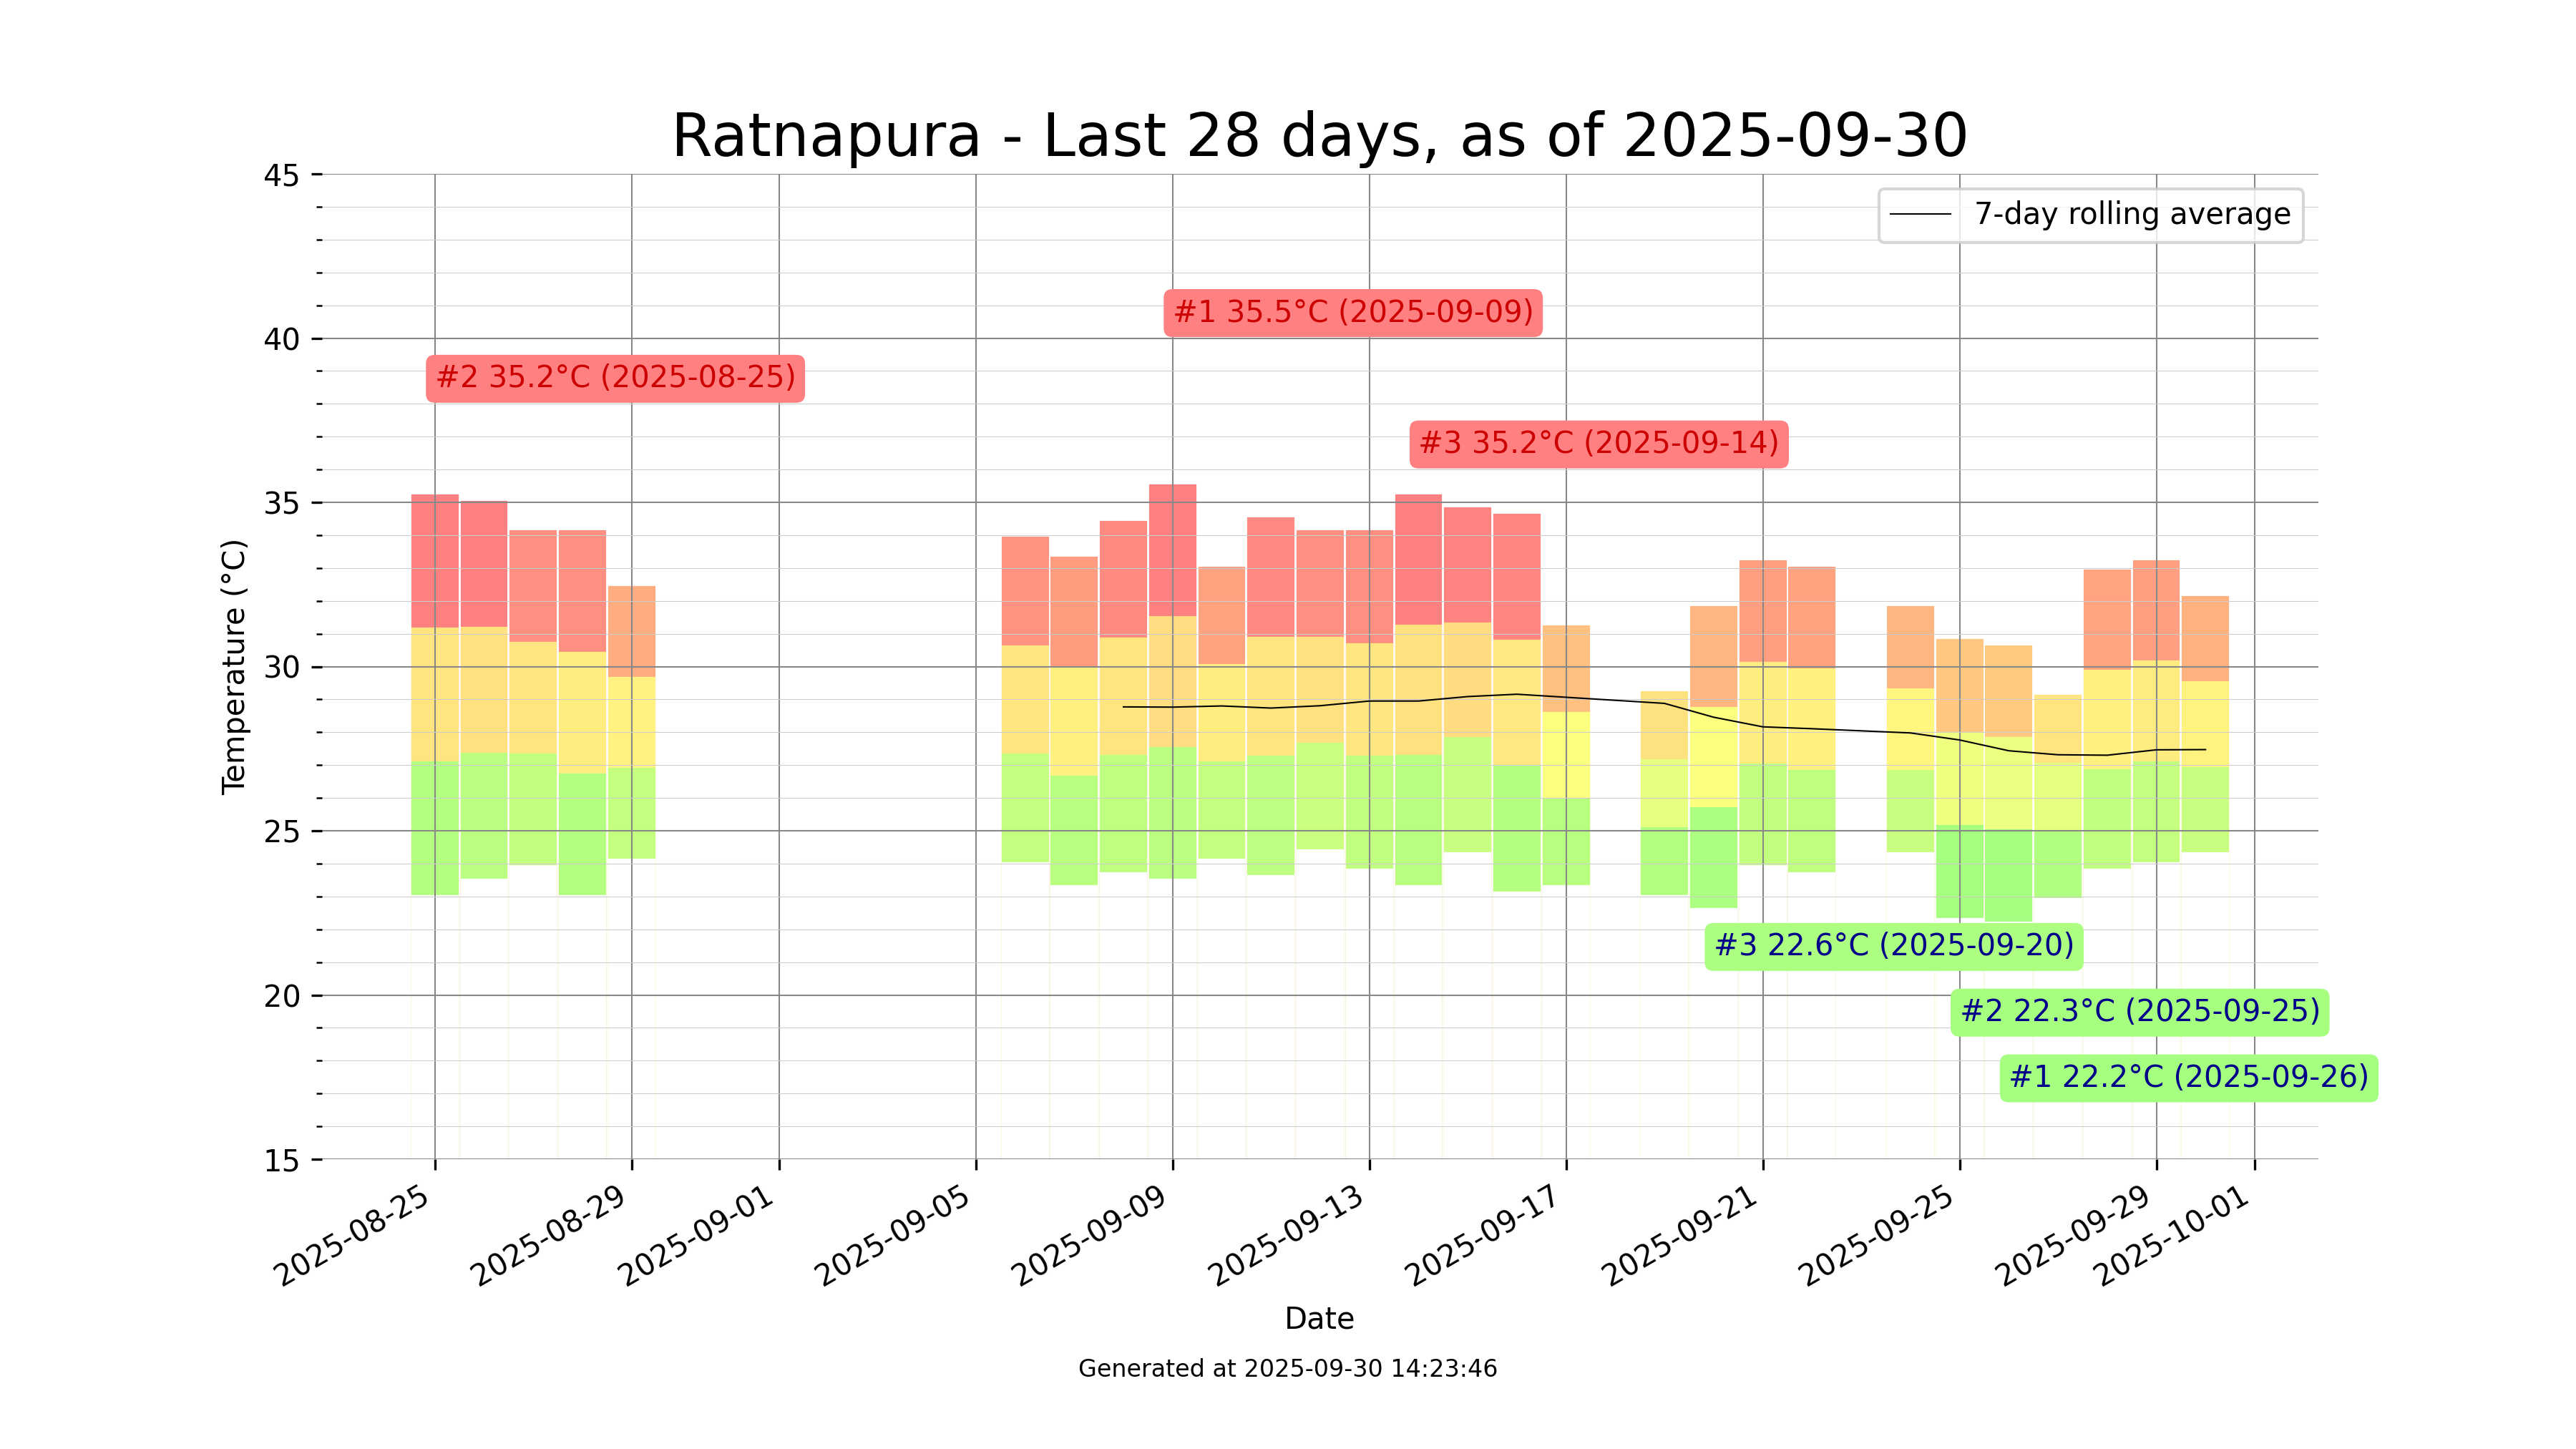 Ratnapura - Last 28 days, as of 2025-09-30
7-day rolling average
#1 35.5°C (2025-09-09)
#2 35.2°C (2025-08-25)
#3 35.2°C (2025-09-14)
#3 22.6°C (2025-09-20)
#2 22.3°C (2025-09-25)
#1 22.2°C (2025-09-26)
Temperature (°C)
45
40
35
30
25
20
15
2025-08-25
2025-08-29
2025-09-01
2025-09-05
2025-09-09
2025-09-13
2025-09-17
2025-09-21
2025-09-25
2025-09-29
2025-10-01
Date
Generated at 2025-09-30 14:23:46